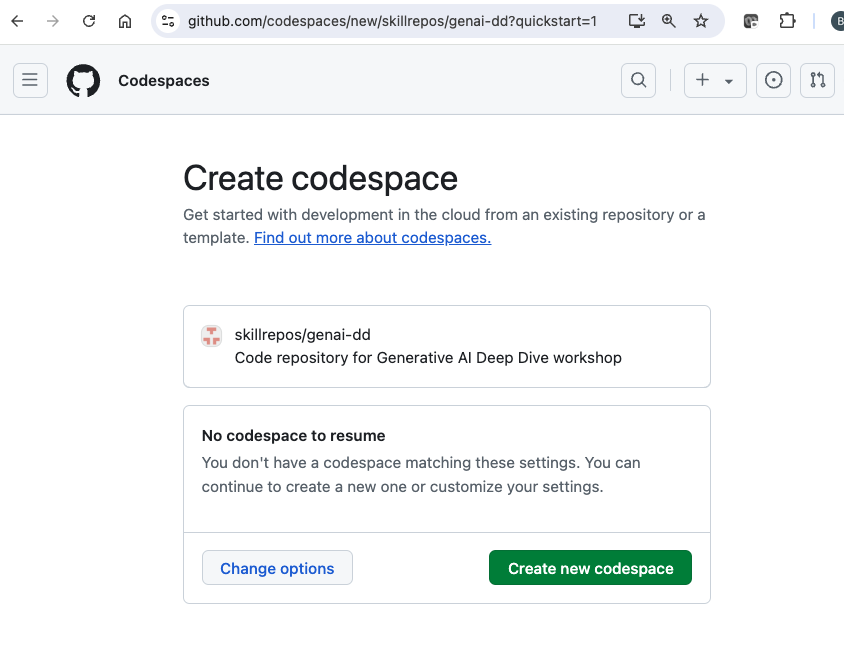 github.com/codespaces/new/skillrepos/genai-dd?quickstart=1
B
Codespaces
Create codespace
Get started with development in the cloud from an existing repository or a
template. Find out more about codespaces.
skillrepos/genai-dd
Code repository for Generative AI Deep Dive workshop
No codespace to resume
You don't have a codespace matching these settings. You can
continue to create a new one or customize your settings.
Change options
Create new codespace